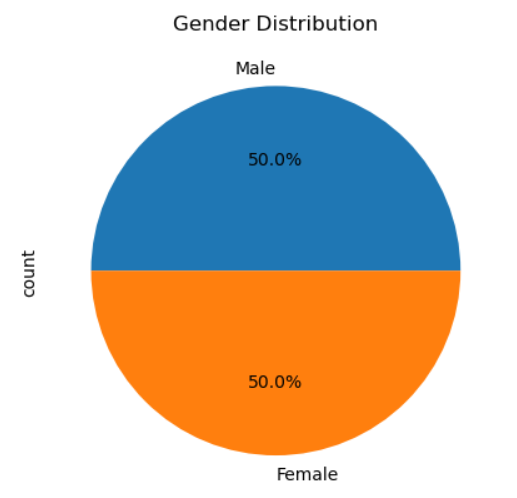 Gender Distribution
Male
50.0%
count
50.0%
Female